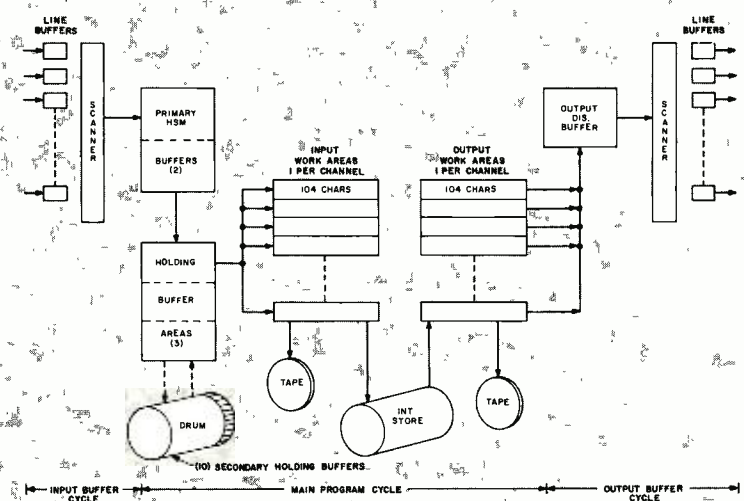 LINE
BUFFERS
SCANNER
PRIMARY
HSM
BUFFERS
(2)
HOLDING
BUFFER
AREAS
(3)
DRUM
(10) SECONDARY HOLDING BUFFERS
INPUT
WORK AREAS
1 PER CHANNEL
104 CHARS
TAPE
INT
STORE
OUTPUT
WORK AREAS
1 PER CHANNEL
104 CHARS
TAPE
OUTPUT
DIS.
BUFFER
SCANNER
LINE
BUFFERS
INPUT BUFFER
CYCLE
MAIN PROGRAM CYCLE
OUTPUT BUFFER
CYCLE